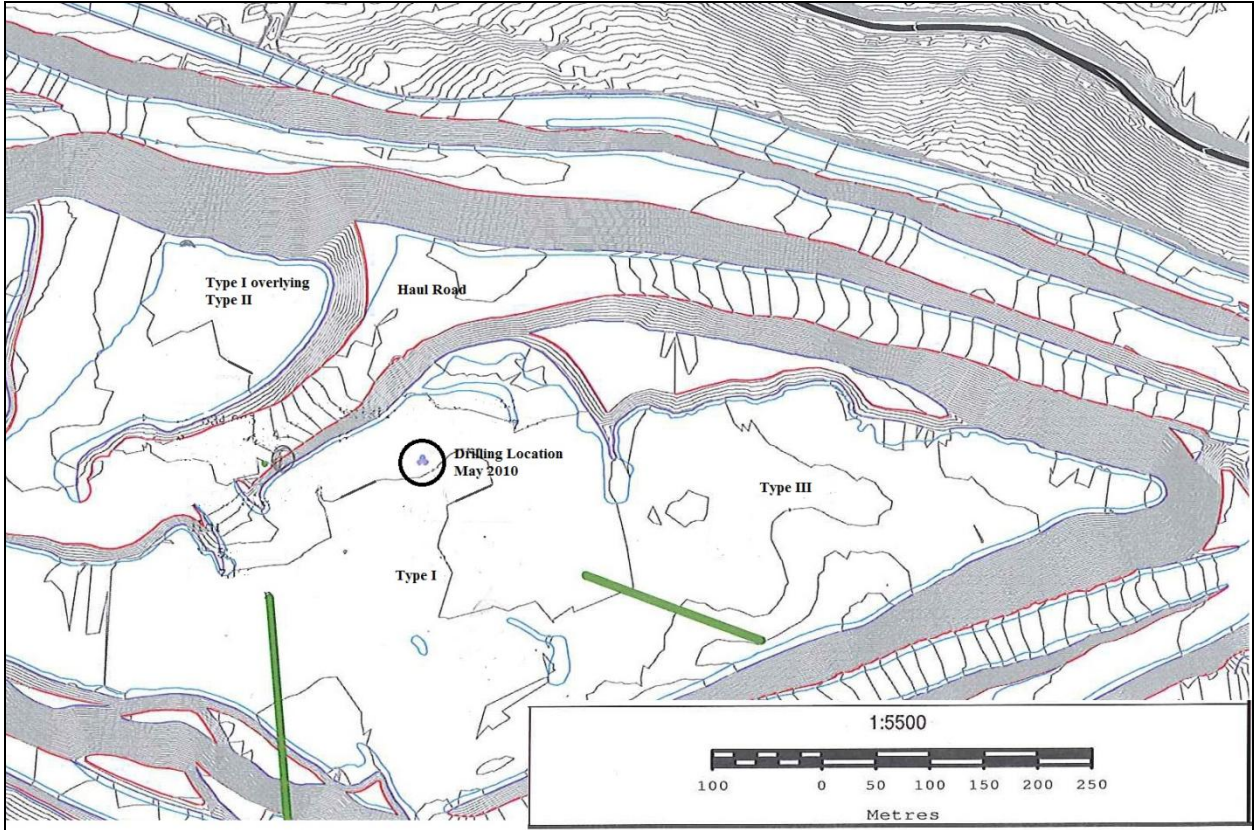 Type I overlying
Type II
Haul Road
Drilling Location
May 2010
Type III
Type I
1:5500
100 0 50 100 150 200 250
Metres